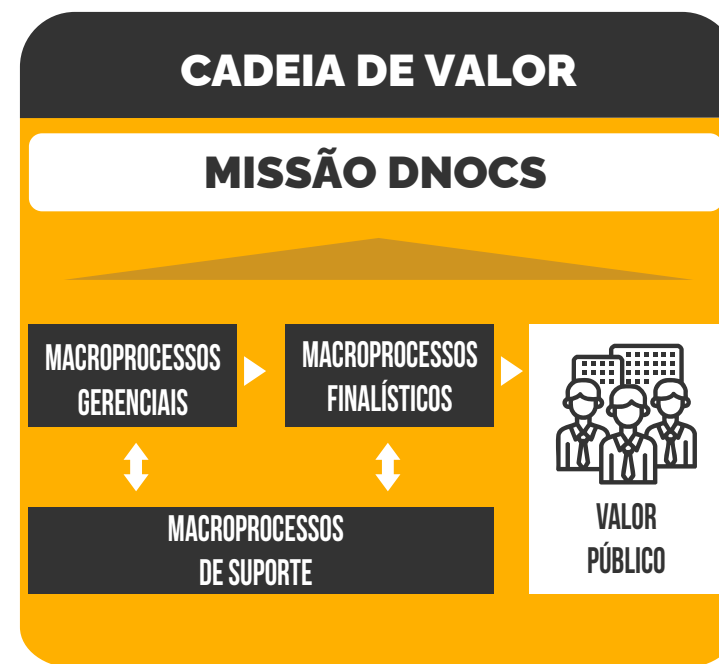 CADEIA DE VALOR
MISSÃO DNOCS
MACROPROCESSOS
GERENCIAIS
MACROPROCESSOS
FINALÍSTICOS
MACROPROCESSOS
DE SUPORTE
VALOR
PÚBLICO